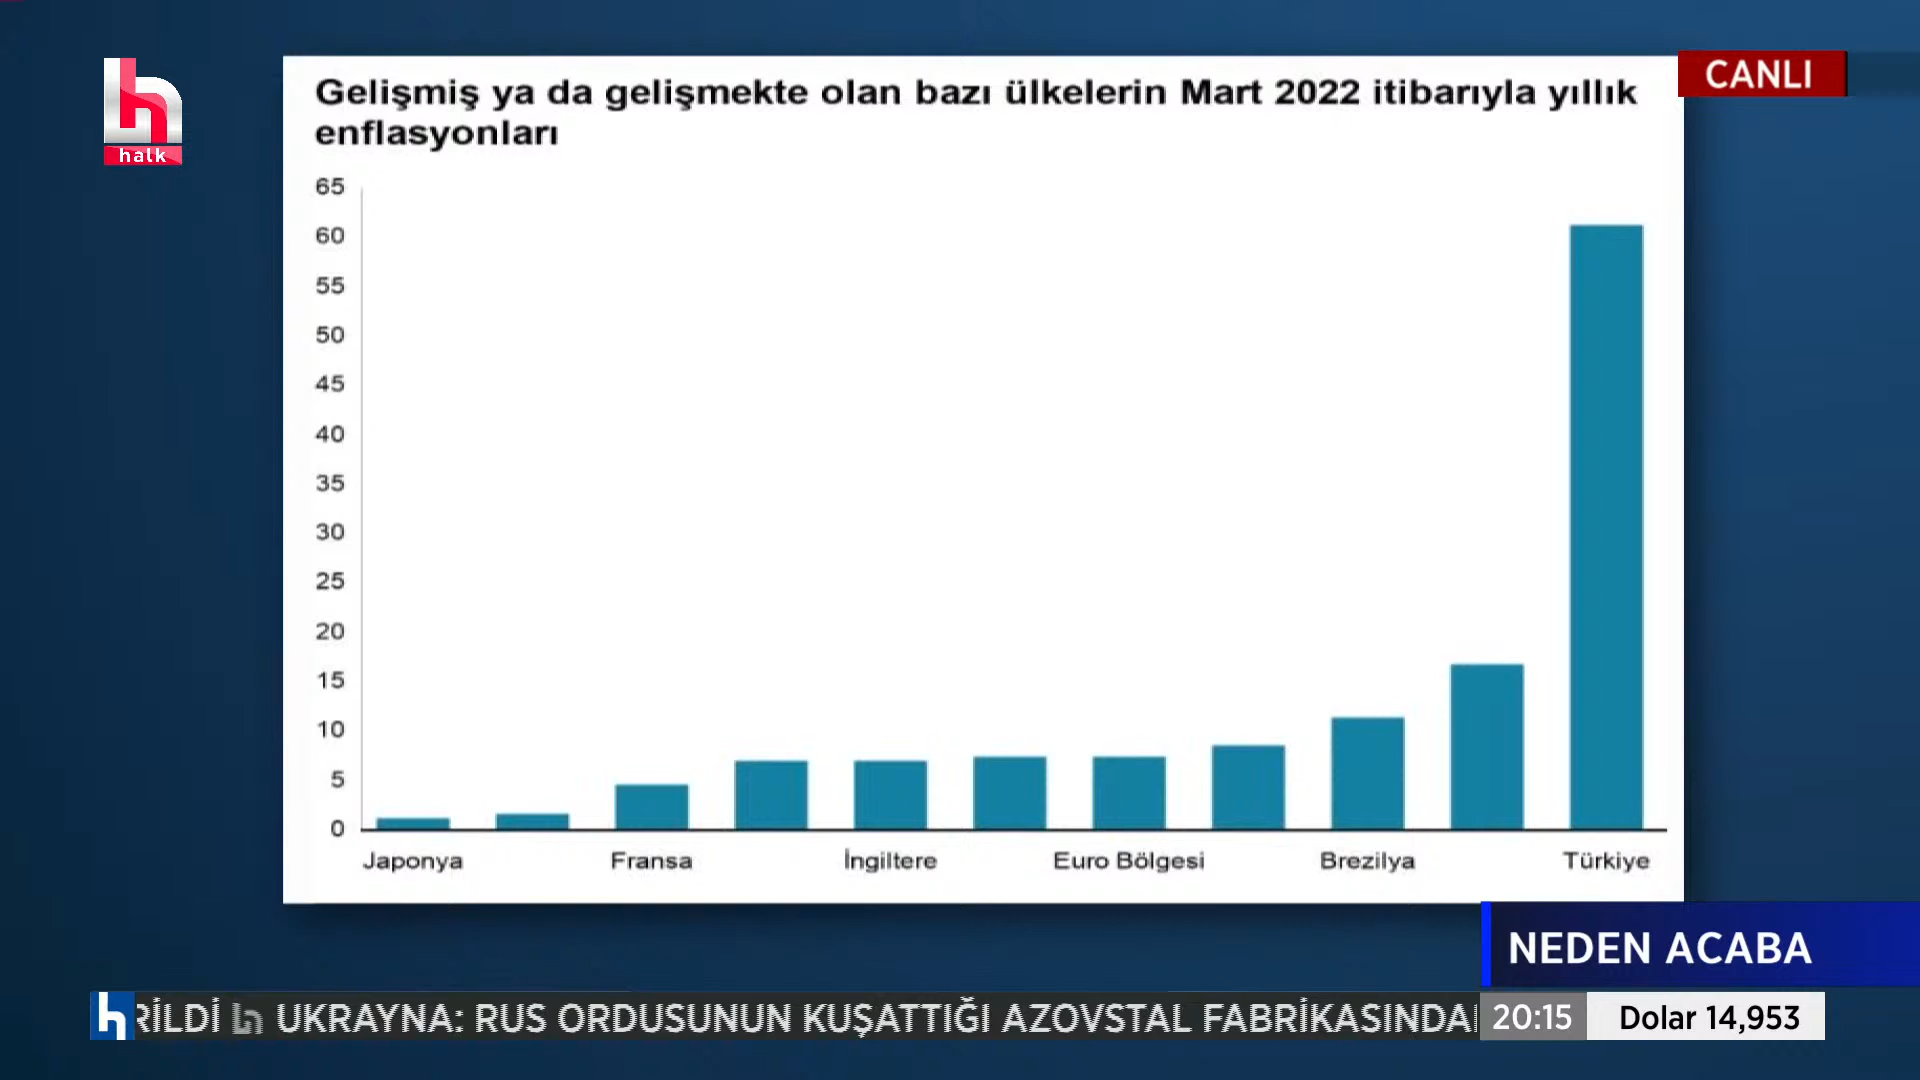 halk
CANLI
Gelişmiş ya da gelişmekte olan bazı ülkelerin Mart 2022 itibarıyla yıllık
enflasyonları
65
60
55
50
45
40
35
30
25
20
15
10
5
0
Japonya Fransa İngiltere Euro Bölgesi Brezilya Türkiye
NEDEN ACABA
RİLDİ UKRAYNA: RUS ORDUSUNUN KUŞATTIĞI AZOVSTAL FABRİKASINDA 20:15 Dolar 14,953